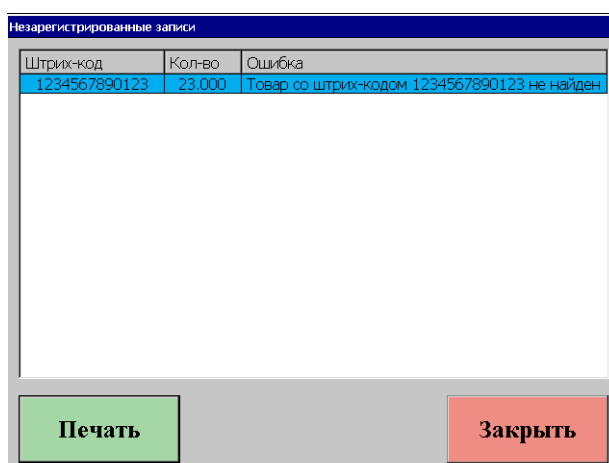 Незарегистрированные записи
Штрих-код Кол-во Ошибка
1234567890123 23.000 Товар со штрих-кодом 1234567890123 не найден
Печать Закрыть